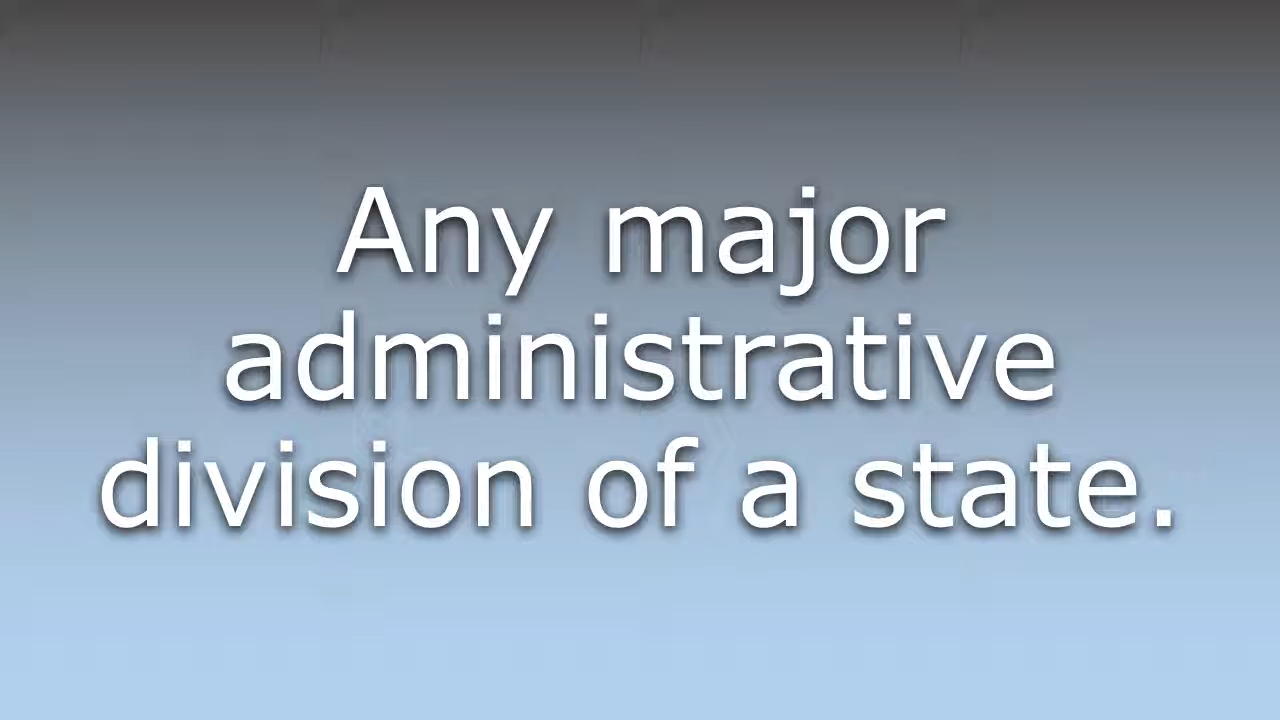 Any major
administrative
division of a state.